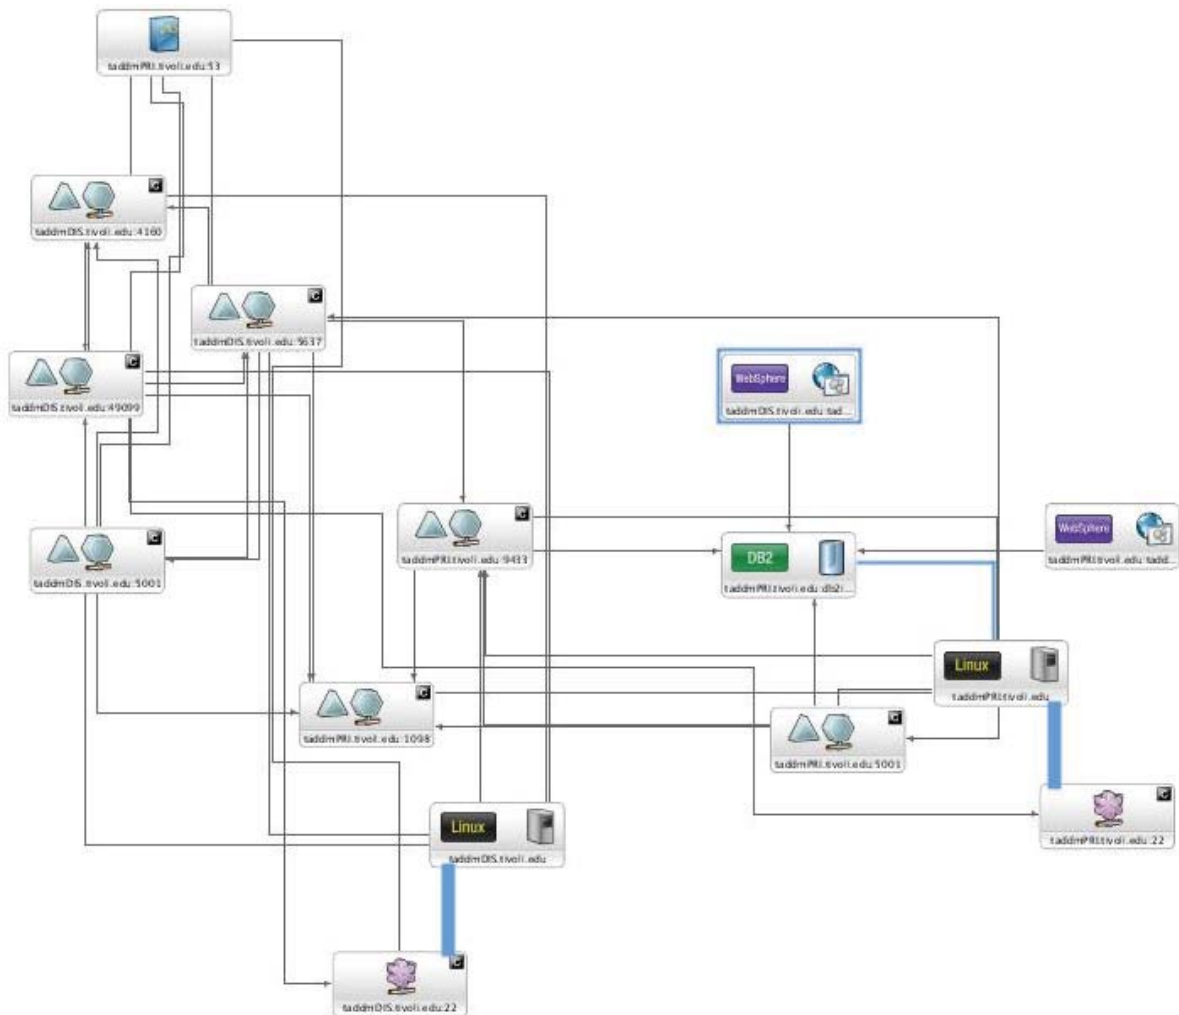 taddmPRI.tivoli.edu:53
C
taddmDIS.tivoli.edu:4160
C
taddmDIS.tivoli.edu:9637
C
taddmDIS.tivoli.edu:49099
WebSphere
taddmDIS.tivoli.edu:tad...
C
taddmDIS.tivoli.edu:5001
C
taddmPRI.tivoli.edu:9433
DB2
taddmPRI.tivoli.edu:db2i...
WebSphere
taddmPRI.tivoli.edu:tadd...
Linux
taddmPRI.tivoli.edu
C
taddmPRI.tivoli.edu:1098
C
taddmPRI.tivoli.edu:5001
Linux
taddmDIS.tivoli.edu
C
taddmPRI.tivoli.edu:22
C
taddmDIS.tivoli.edu:22